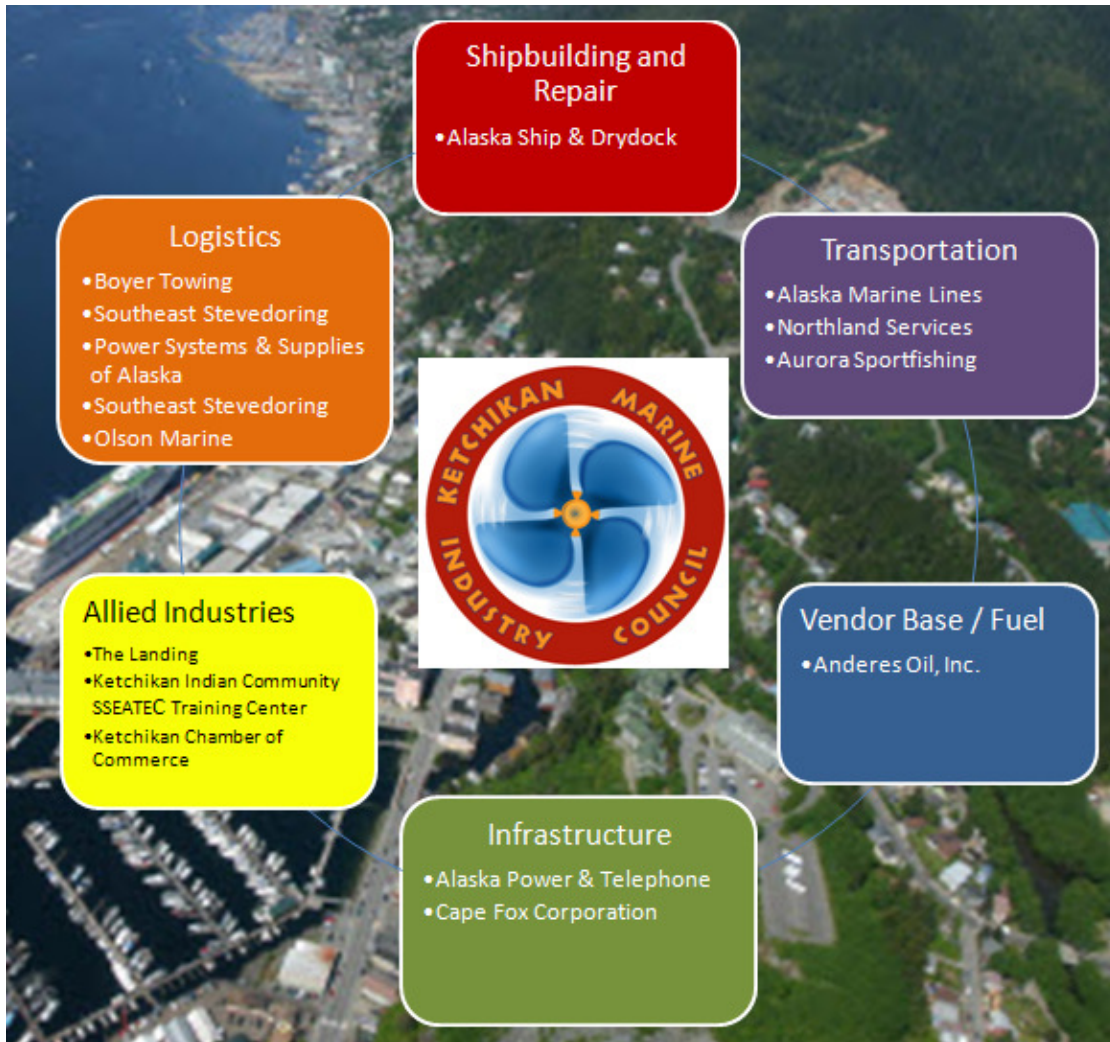 Shipbuilding and
Repair
•Alaska Ship & Drydock
Logistics
•Boyer Towing
•Southeast Stevedoring
•Power Systems & Supplies
of Alaska
•Southeast Stevedoring
•Olson Marine
Transportation
•Alaska Marine Lines
•Northland Services
•Aurora Sportfishing
KETCHIKAN MARINE
INDUSTRY COUNCIL
Allied Industries
•The Landing
•Ketchikan Indian Community
SSEATEC Training Center
•Ketchikan Chamber of
Commerce
Vendor Base / Fuel
•Anderes Oil, Inc.
Infrastructure
•Alaska Power & Telephone
•Cape Fox Corporation